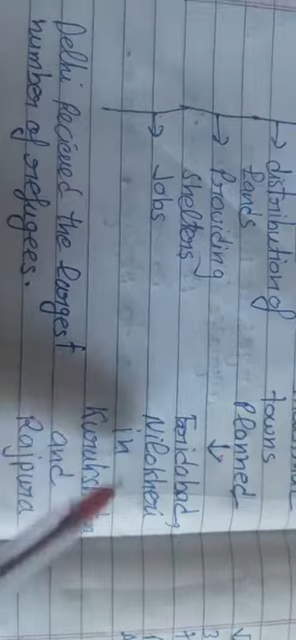 → distribution of
lands
→ Providing
shelters
→ Jobs
towns
Planned
↓
Faridabad,
Nilokheri
in
and
Rajpura
Delhi Recieved the largest
number of refugees.